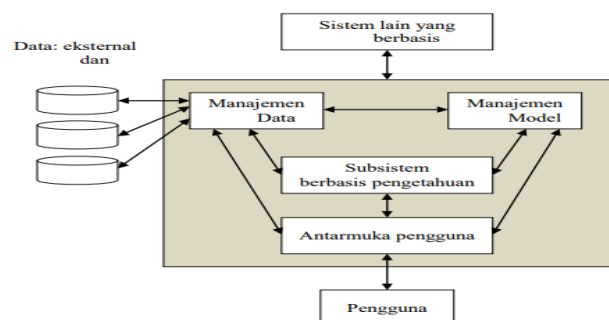 Sistem lain yang
berbasis
Data: eksternal
dan
Manajemen
Data
Manajemen
Model
Subsistem
berbasis pengetahuan
Antarmuka pengguna
Pengguna